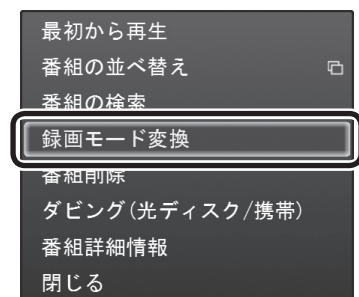 最初から再生
番組の並べ替え
番組の検索
録画モード変換
番組削除
ダビング(光ディスク/携帯)
番組詳細情報
閉じる